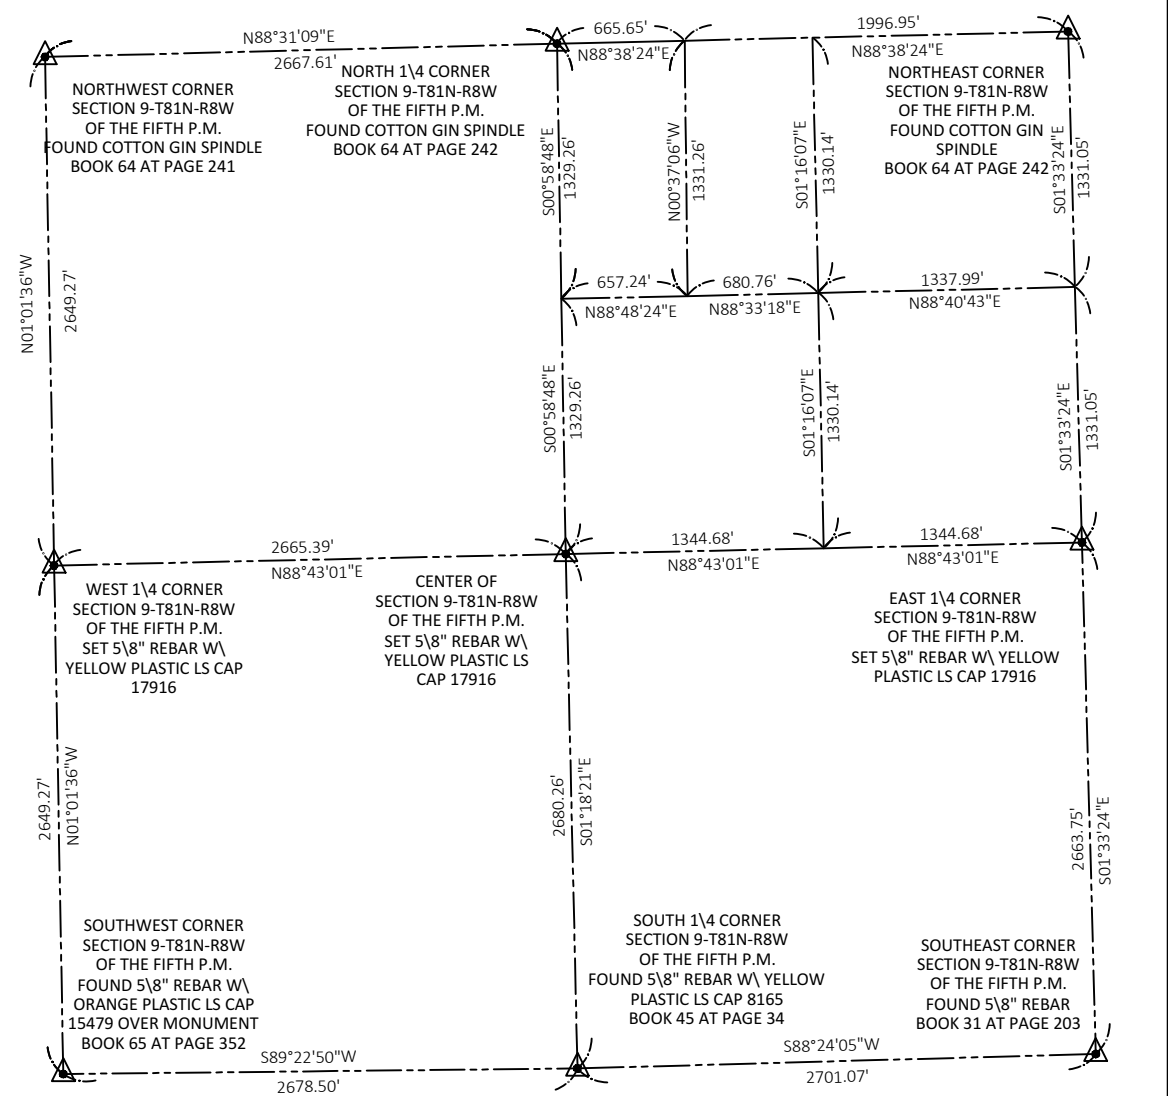 N88°31'09"E
2667.61'
665.65'
N88°38'24"E
1996.95'
N88°38'24"E
NORTHWEST CORNER
SECTION 9-T81N-R8W
OF THE FIFTH P.M.
FOUND COTTON GIN SPINDLE
BOOK 64 AT PAGE 241
NORTH 1\4 CORNER
SECTION 9-T81N-R8W
OF THE FIFTH P.M.
FOUND COTTON GIN SPINDLE
BOOK 64 AT PAGE 242
NORTHEAST CORNER
SECTION 9-T81N-R8W
OF THE FIFTH P.M.
FOUND COTTON GIN
SPINDLE
BOOK 64 AT PAGE 242
S00°58'48"E
1329.26'
N00°37'06"W
1331.26'
S01°16'07"E
1330.14'
S01°33'24"E
1331.05'
N01°01'36"W
2649.27'
657.24'
N88°48'24"E
680.76'
N88°33'18"E
1337.99'
N88°40'43"E
S00°58'48"E
1329.26'
S01°16'07"E
1330.14'
S01°33'24"E
1331.05'
2665.39'
N88°43'01"E
1344.68'
N88°43'01"E
1344.68'
N88°43'01"E
WEST 1\4 CORNER
SECTION 9-T81N-R8W
OF THE FIFTH P.M.
SET 5\8" REBAR W\
YELLOW PLASTIC LS CAP
17916
CENTER OF
SECTION 9-T81N-R8W
OF THE FIFTH P.M.
SET 5\8" REBAR W\
YELLOW PLASTIC LS
CAP 17916
EAST 1\4 CORNER
SECTION 9-T81N-R8W
OF THE FIFTH P.M.
SET 5\8" REBAR W\ YELLOW
PLASTIC LS CAP 17916
2649.27'
N01°01'36"W
2680.26'
S01°18'21"E
2663.75'
S01°33'24"E
SOUTHWEST CORNER
SECTION 9-T81N-R8W
OF THE FIFTH P.M.
FOUND 5\8" REBAR W\
ORANGE PLASTIC LS CAP
15479 OVER MONUMENT
BOOK 65 AT PAGE 352
SOUTH 1\4 CORNER
SECTION 9-T81N-R8W
OF THE FIFTH P.M.
FOUND 5\8" REBAR W\ YELLOW
PLASTIC LS CAP 8165
BOOK 45 AT PAGE 34
SOUTHEAST CORNER
SECTION 9-T81N-R8W
OF THE FIFTH P.M.
FOUND 5\8" REBAR
BOOK 31 AT PAGE 203
S89°22'50"W
2678.50'
S88°24'05"W
2701.07'